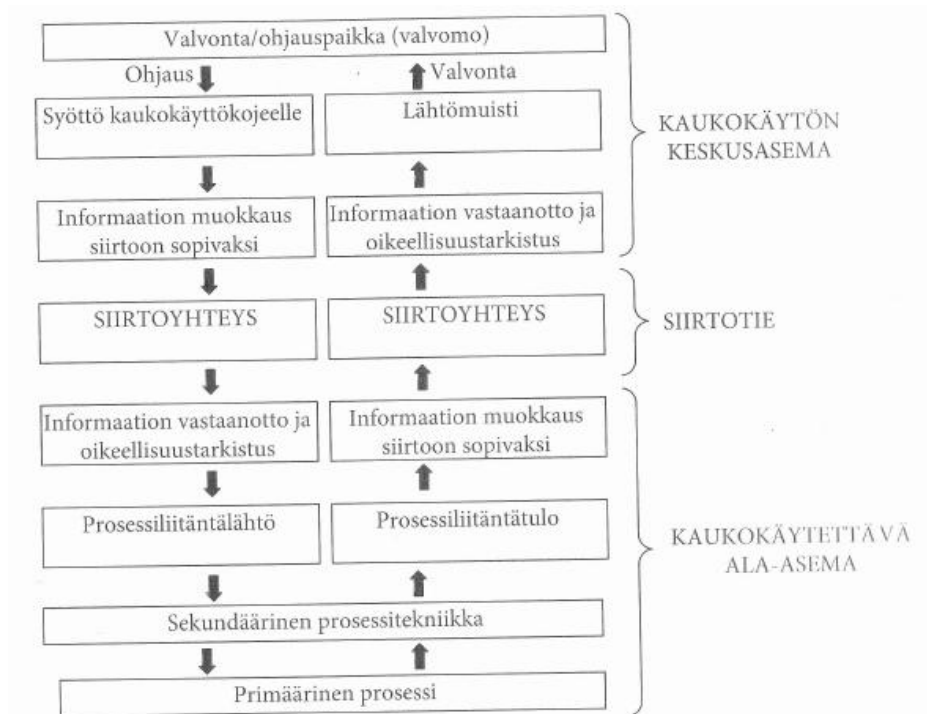 Valvonta/ohjauspaikka (valvomo)
Ohjaus
Valvonta
Syöttö kaukokäyttökojeelle
Lähtömuisti
KAUKOKÄYTÖN
KESKUSASEMA
Informaation muokkaus
siirtoon sopivaksi
Informaation vastaanotto ja
oikeellisuustarkistus
SIIRTOYHTEYS
SIIRTOYHTEYS
SIIRTOTIE
Informaation vastaanotto ja
oikeellisuustarkistus
Informaation muokkaus
siirtoon sopivaksi
Prosessiliitäntälähtö
Prosessiliitäntätulo
KAUKOKÄYTETTÄVÄ
ALA-ASEMA
Sekundäärinen prosessitekniikka
Primäärinen prosessi